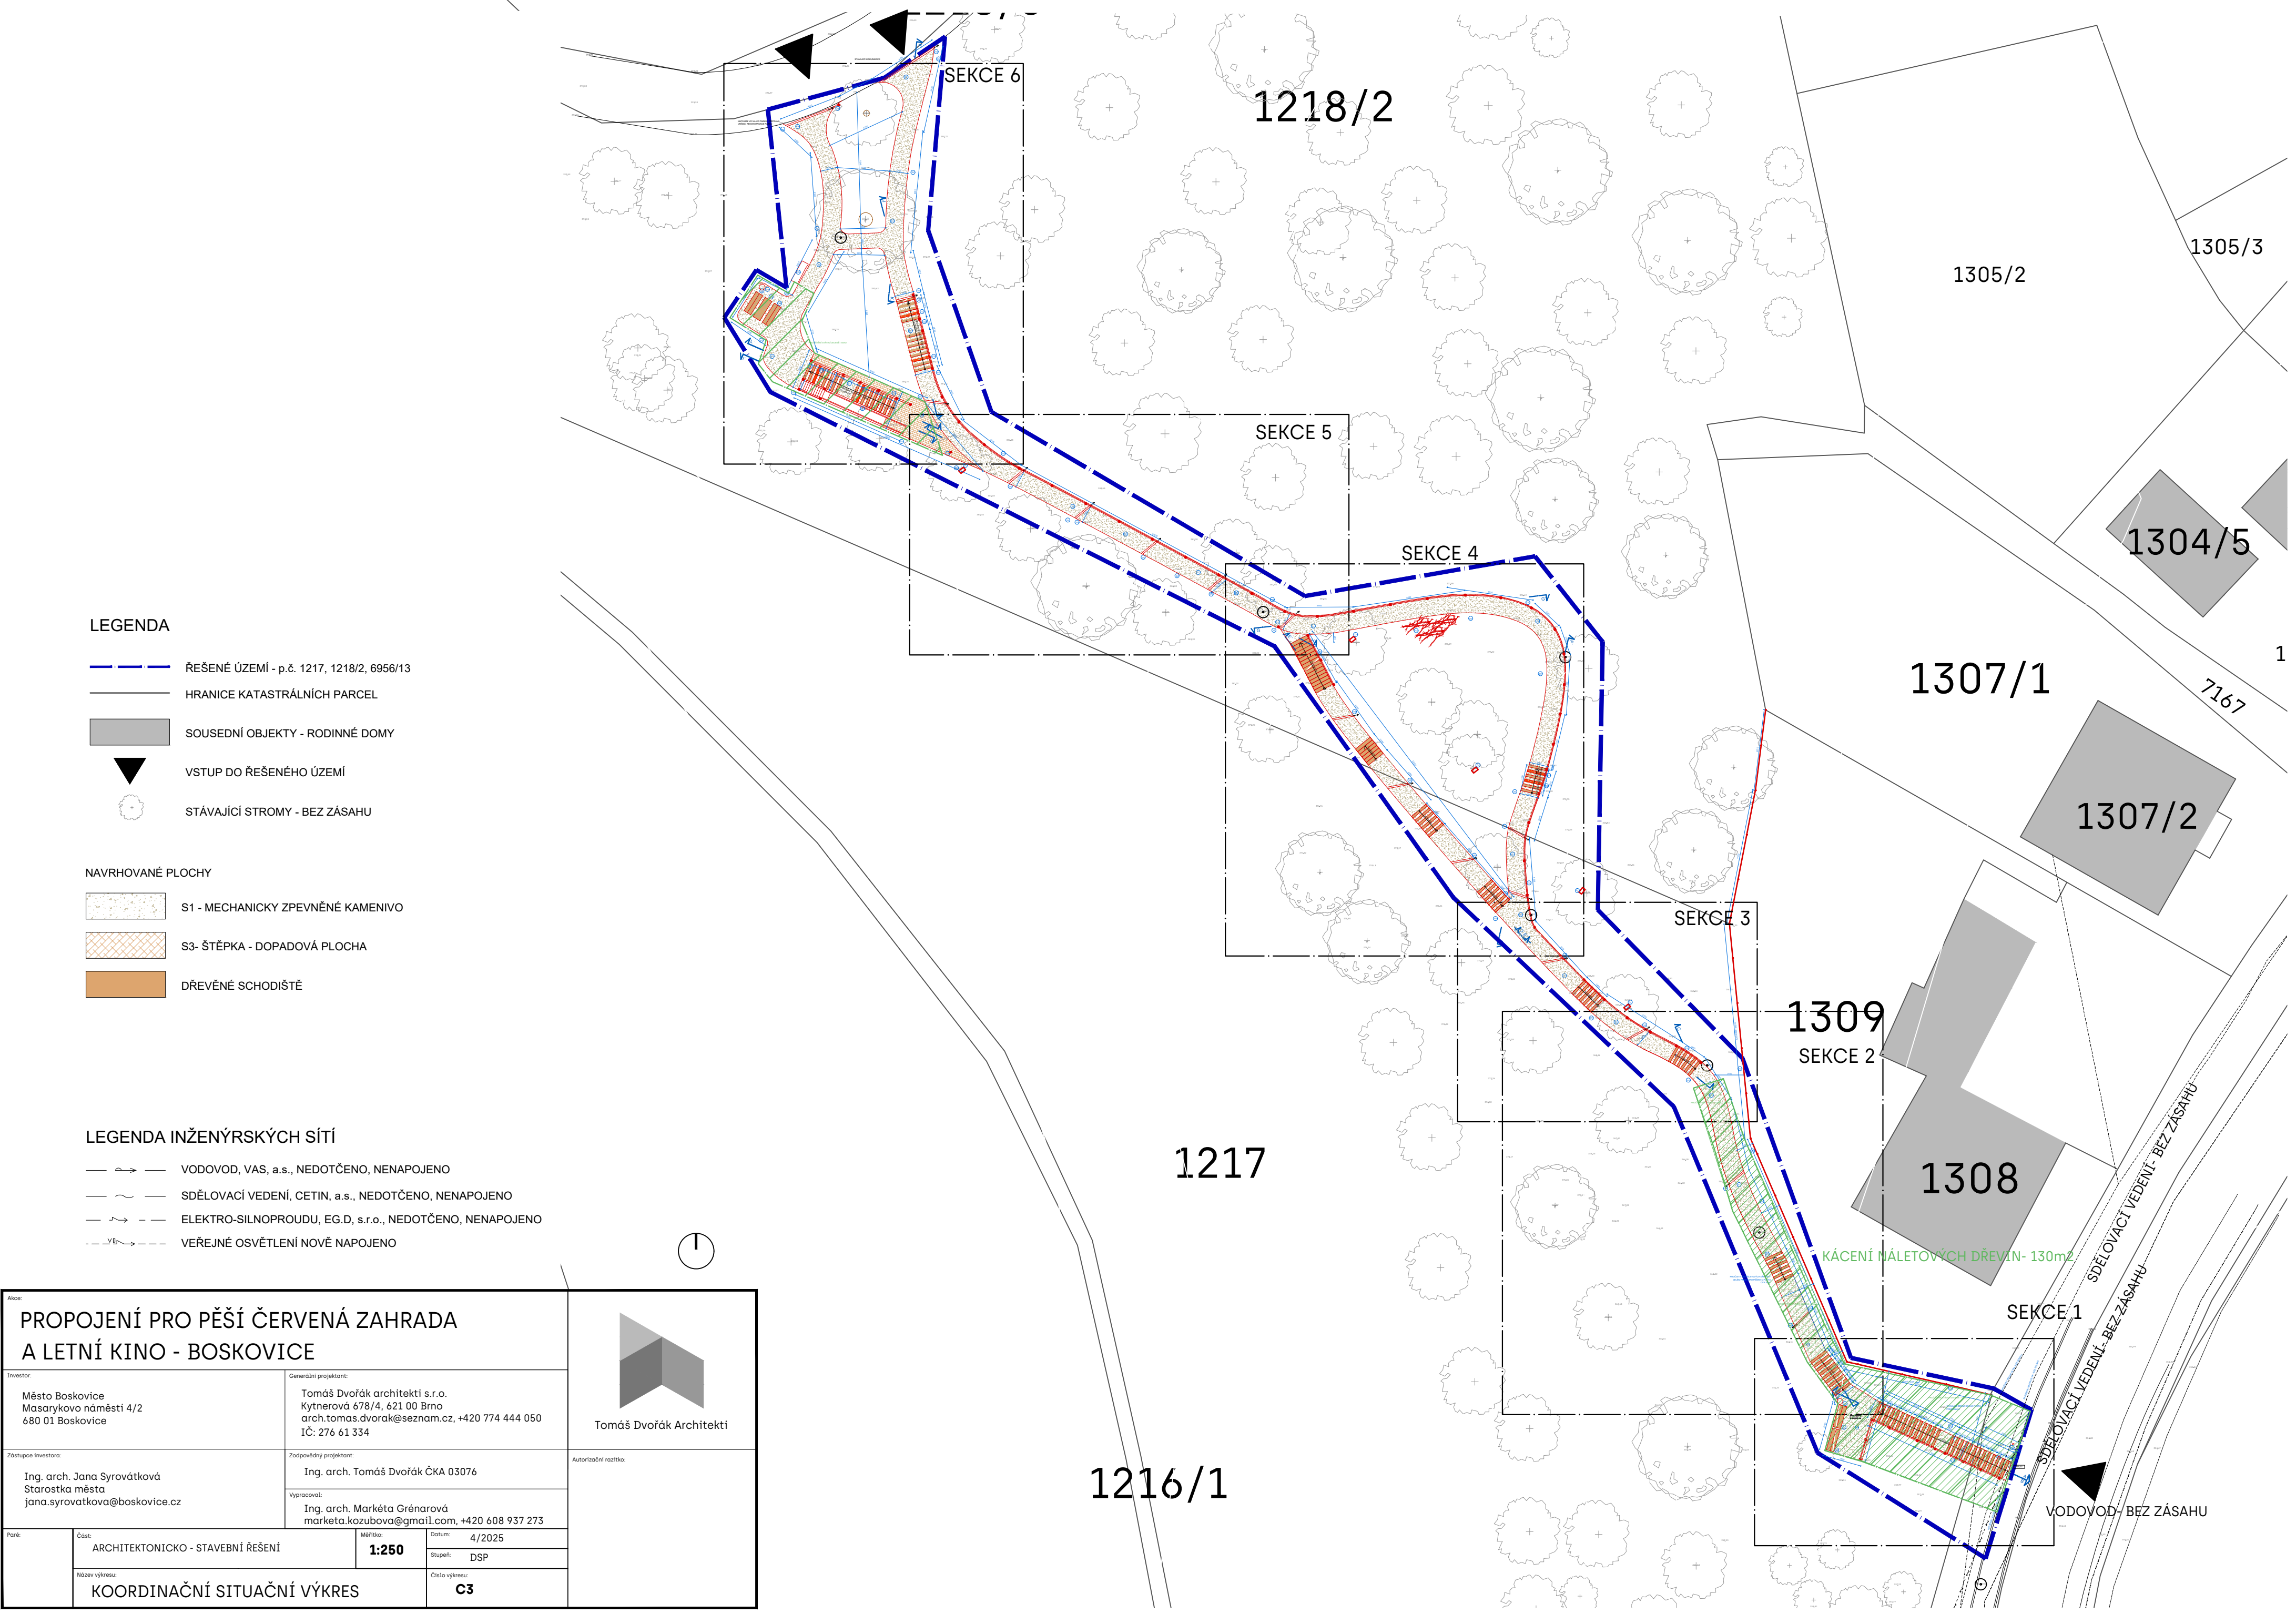 SEKCE 6
1218/2
1305/3
1305/2
SEKCE 5
1304/5
SEKCE 4
LEGENDA
ŘEŠENÉ ÚZEMÍ - p.č. 1217, 1218/2, 6956/13
HRANICE KATASTRÁLNÍCH PARCEL
SOUSEDNÍ OBJEKTY - RODINNÉ DOMY
VSTUP DO ŘEŠENÉHO ÚZEMÍ
STÁVAJÍCÍ STROMY - BEZ ZÁSAHU
1307/1
7167
1307/2
NAVRHOVANÉ PLOCHY
S1 - MECHANICKY ZPEVNĚNÉ KAMENIVO
S3- ŠTĚPKA - DOPADOVÁ PLOCHA
DŘEVĚNÉ SCHODIŠTĚ
SEKCE 3
1309
SEKCE 2
1217
1308
KÁCENÍ NÁLETOVÝCH DŘEVIN- 130m2
SDĚLOVACÍ VEDENÍ- BEZ ZÁSAHU
SDĚLOVACÍ VEDENÍ- BEZ ZÁSAHU
SEKCE 1
VODOVOD- BEZ ZÁSAHU
1216/1
LEGENDA INŽENÝRSKÝCH SÍTÍ
VODOVOD, VAS, a.s., NEDOTČENO, NENAPOJENO
SDĚLOVACÍ VEDENÍ, CETIN, a.s., NEDOTČENO, NENAPOJENO
ELEKTRO-SILNOPROUDU, EG.D, s.r.o., NEDOTČENO, NENAPOJENO
VEŘEJNÉ OSVĚTLENÍ NOVĚ NAPOJENO
Akce:
PROPOJENÍ PRO PĚŠÍ ČERVENÁ ZAHRADA
A LETNÍ KINO - BOSKOVICE
Investor:
Město Boskovice
Masarykovo náměstí 4/2
680 01 Boskovice
Generální projektant:
Tomáš Dvořák architekti s.r.o.
Kytnerová 678/4, 621 00 Brno
arch.tomas.dvorak@seznam.cz, +420 774 444 050
IČ: 276 61 334
Tomáš Dvořák Architekti
Zástupce investora:
Ing. arch. Jana Syrovátková
Starostka města
jana.syrovatkova@boskovice.cz
Zodpovědný projektant:
Ing. arch. Tomáš Dvořák ČKA 03076
Vypracoval:
Ing. arch. Markéta Grénarová
marketa.kozubova@gmail.com, +420 608 937 273
Autorizační razítko:
Paré:
Část:
ARCHITEKTONICKO - STAVEBNÍ ŘEŠENÍ
Měřítko:
1:250
Datum:
4/2025
Stupeň:
DSP
Název výkresu:
KOORDINAČNÍ SITUAČNÍ VÝKRES
Číslo výkresu:
C3